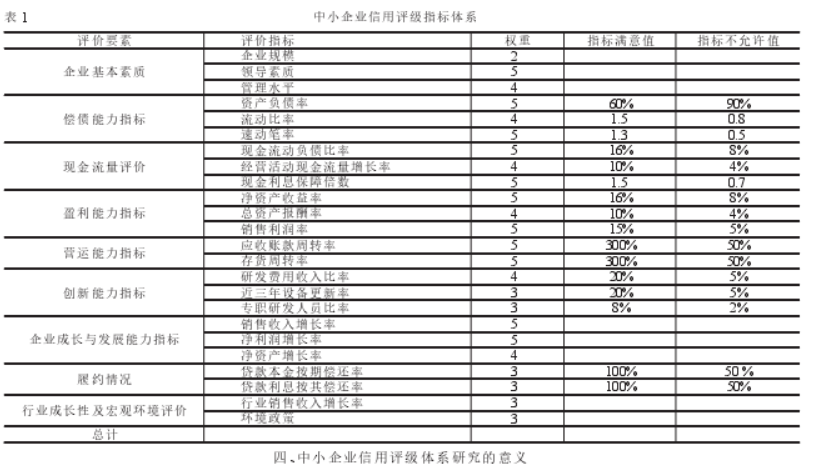 表 1 中小企业信用评级指标体系
评价要素 评价指标 权重 指标满意值 指标不允许值
企业基本素质 企业规模 2
领导素质 5
管理水平 4
偿债能力指标 资产负债率 5 60% 90%
流动比率 4 1.5 0.8
速动笔率 5 1.3 0.5
现金流量评价 现金流动负债比率 5 16% 8%
经营活动现金流量增长率 4 10% 4%
现金利息保障倍数 5 1.5 0.7
盈利能力指标 净资产收益率 5 16% 8%
总资产报酬率 4 10% 4%
销售利润率 5 15% 5%
营运能力指标 应收账款周转率 5 300% 50%
存货周转率 5 300% 50%
创新能力指标 研发费用收入比率 4 20% 5%
近三年设备更新率 3 20% 5%
专职研发人员比率 3 8% 2%
企业成长与发展能力指标 销售收入增长率 5
净利润增长率 5
净资产增长率 4
履约情况 贷款本金按期偿还率 3 100% 50%
贷款利息按其偿还率 3 100% 50%
行业成长性及宏观环境评价 行业销售收入增长率 3
环境政策 3
总计
四、中小企业信用评级体系研究的意义